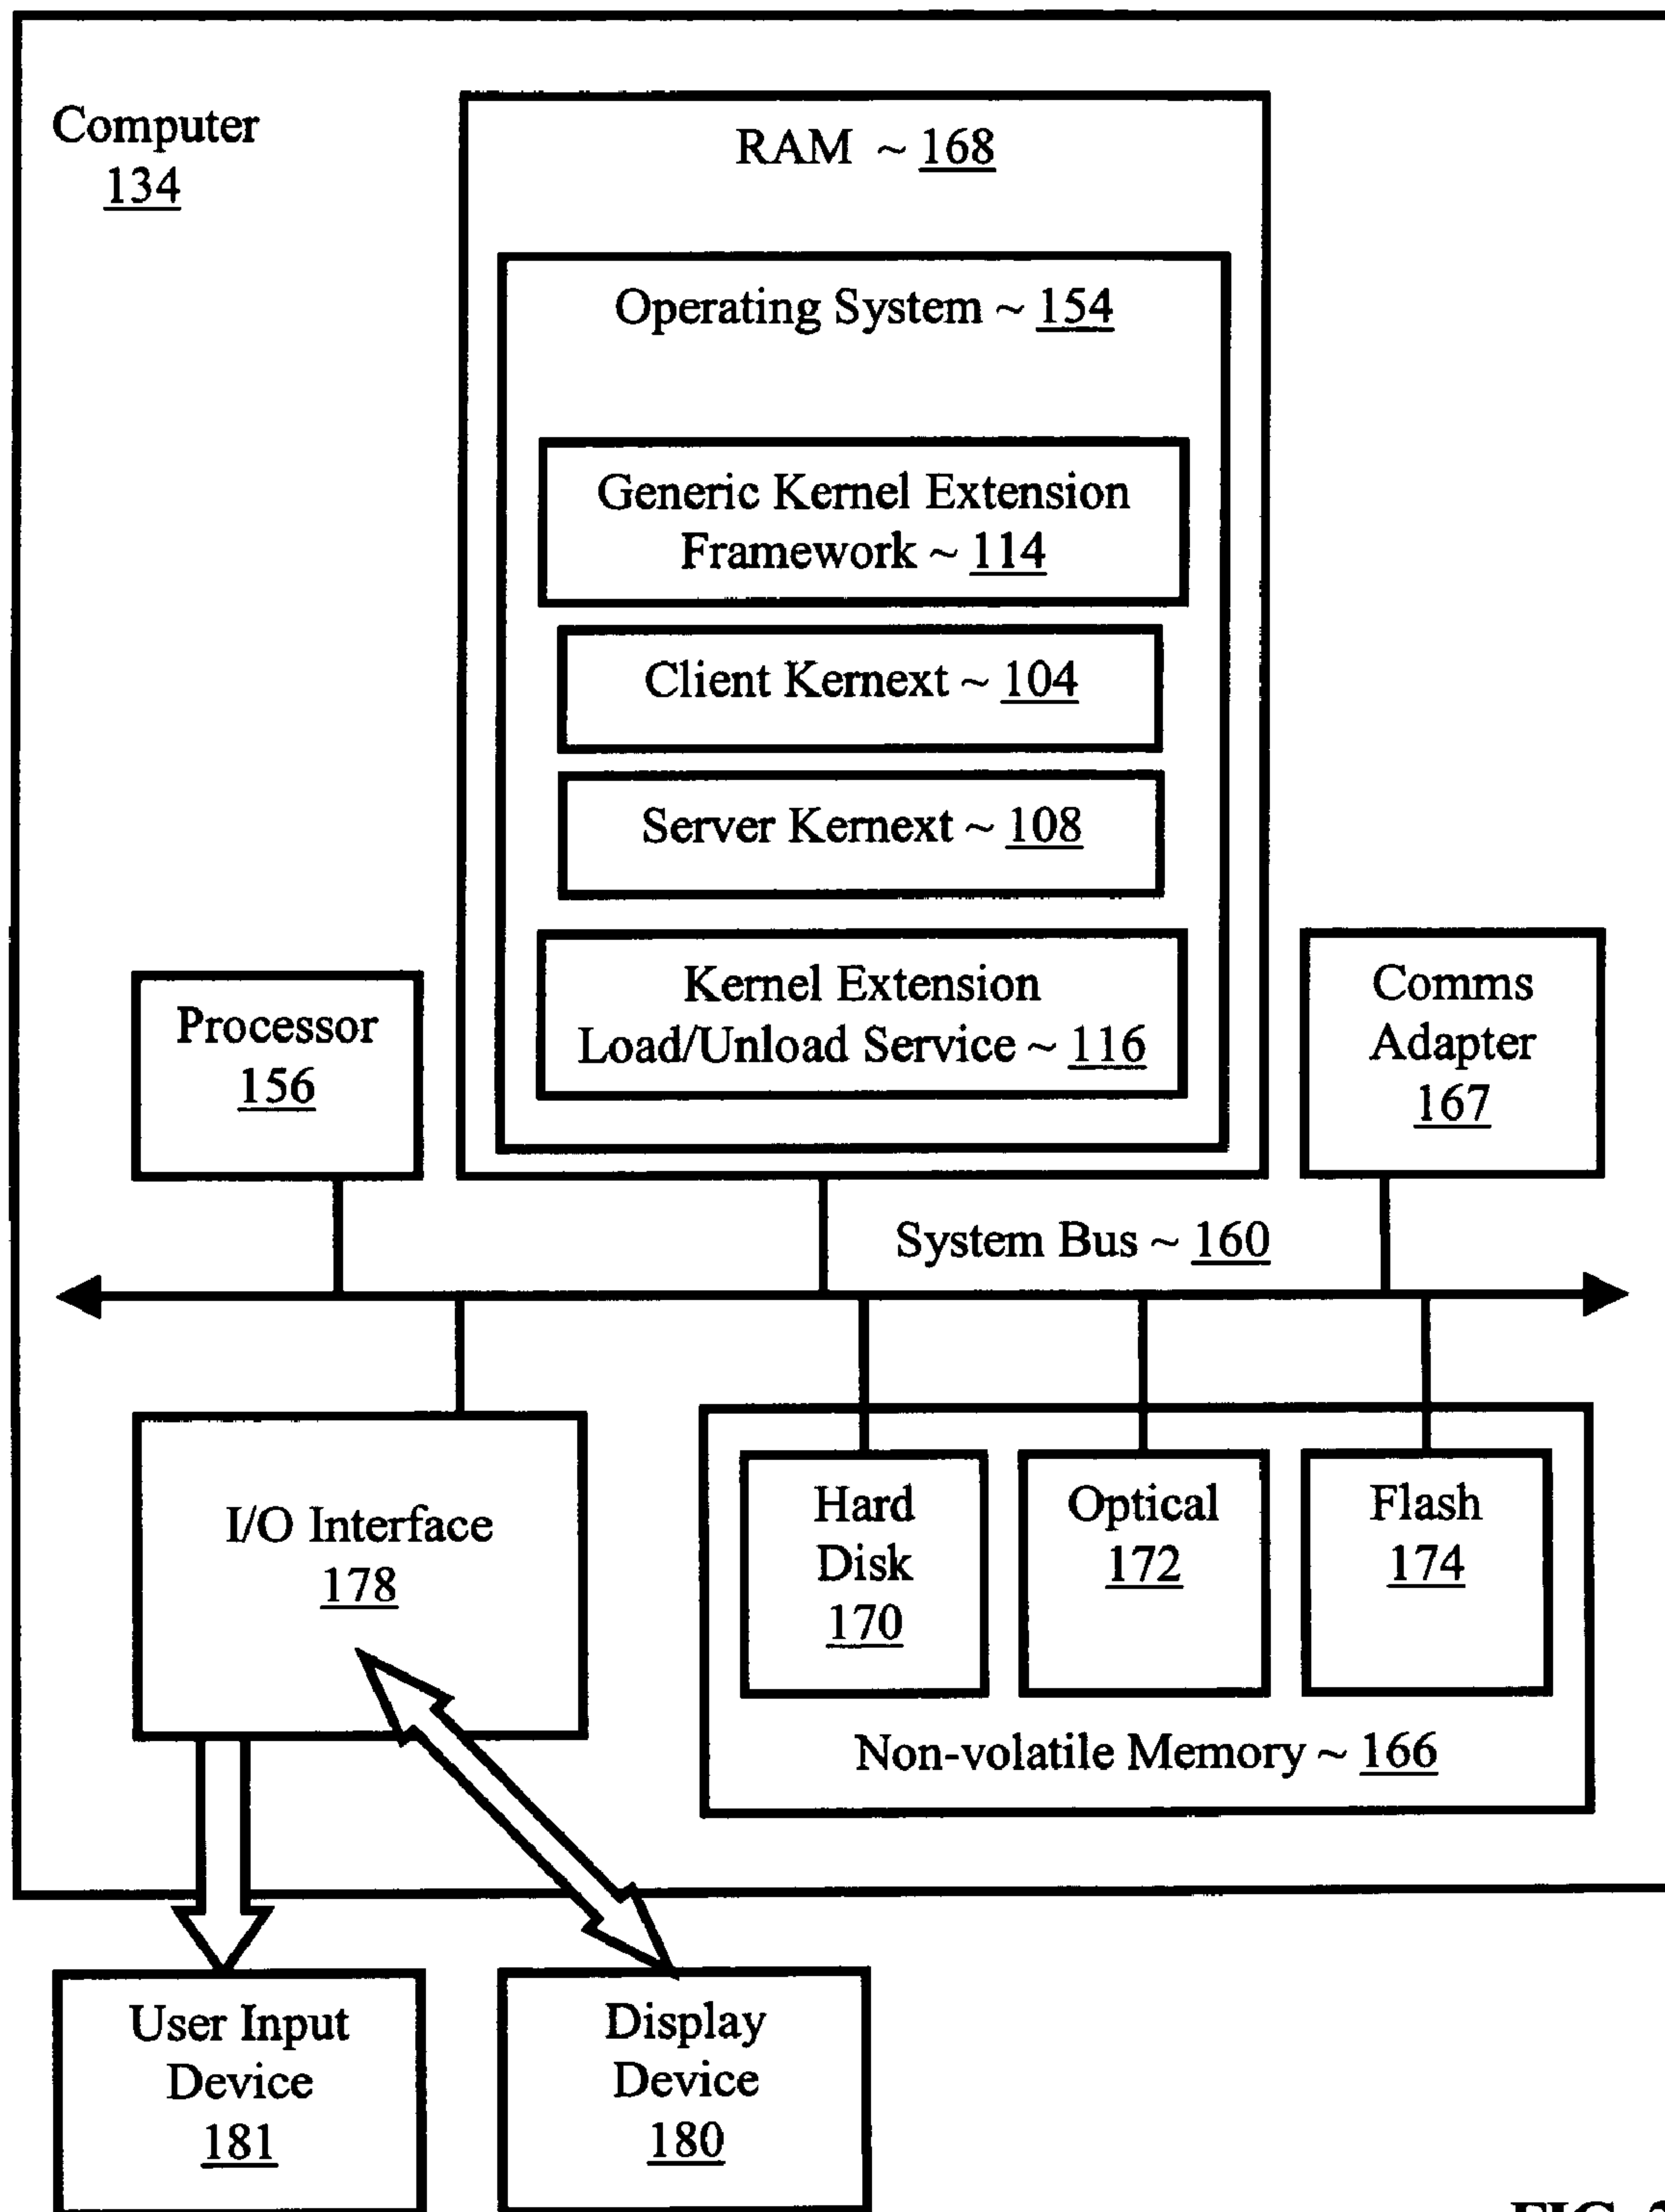 Computer
134
RAM ~ 168
Operating System ~ 154
Generic Kernel Extension
Framework ~ 114
Client Kernext ~ 104
Server Kernext ~ 108
Kernel Extension
Load/Unload Service ~ 116
Processor
156
Comms
Adapter
167
System Bus ~ 160
I/O Interface
178
Hard
Disk
170
Optical
172
Flash
174
Non-volatile Memory ~ 166
User Input
Device
181
Display
Device
180